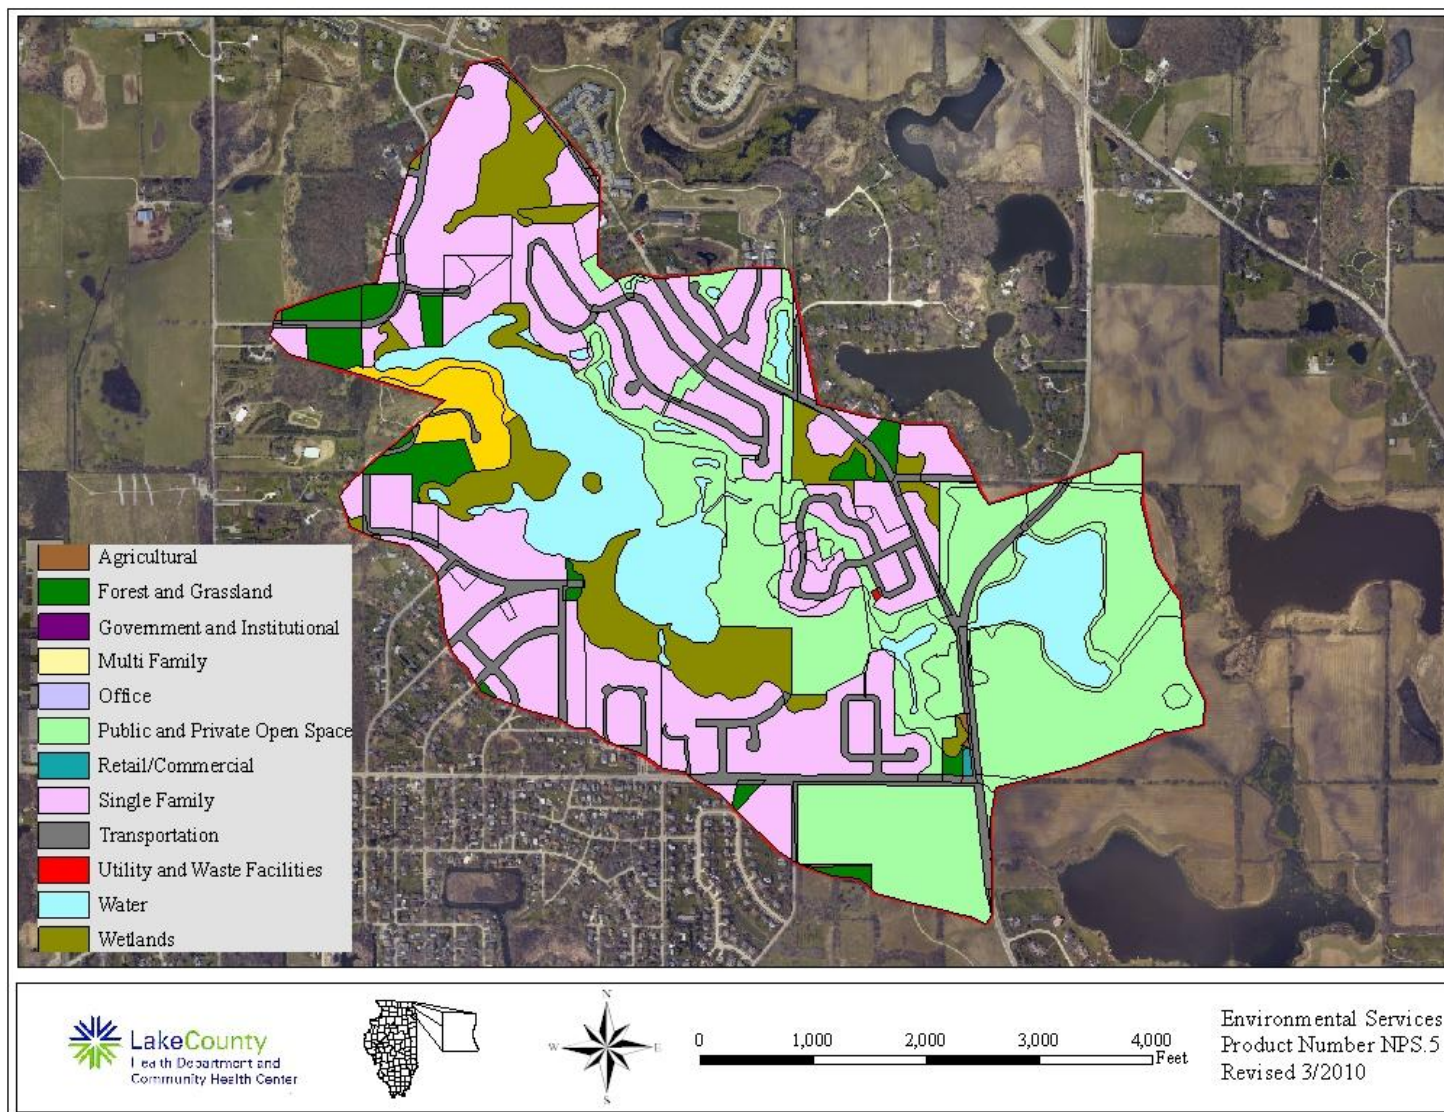 Agricultural
Forest and Grassland
Government and Institutional
Multi Family
Office
Public and Private Open Space
Retail/Commercial
Single Family
Transportation
Utility and Waste Facilities
Water
Wetlands
LakeCounty
Health Department and
Community Health Center
N
W
E
S
0 1,000 2,000 3,000 4,000
Feet
Environmental Services
Product Number NPS.5
Revised 3/2010